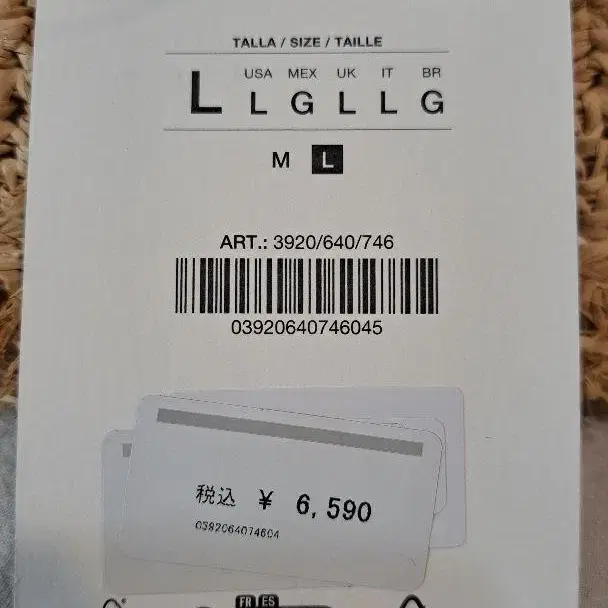 TALLA / SIZE / TAILLE
USA MEX UK IT BR
L L G L L G
M L
ART.: 3920/640/746
03920640746045
税込 ¥ 6,590
0392064074604
FR ES